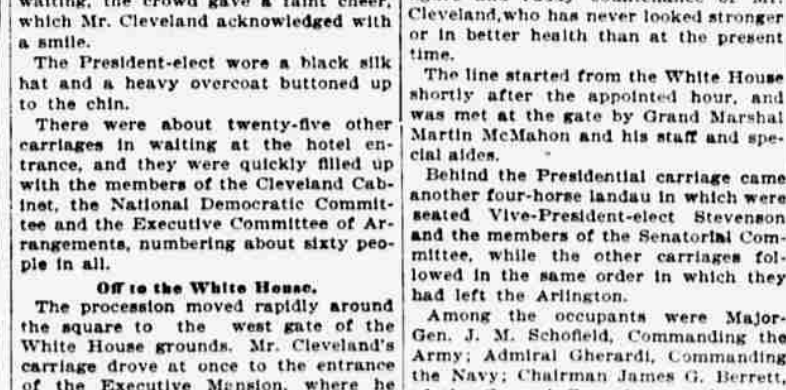 waiting, the crowd gave a faint cheer,
which Mr. Cleveland acknowledged with
a smile.
The President-elect wore a black silk
hat and a heavy overcoat buttoned up
to the chin.
There were about twenty-five other
carriages in waiting at the hotel en-
trance, and they were quickly filled up
with the members of the Cleveland Cab-
inet, the National Democratic Commit-
tee and the Executive Committee of Ar-
rangements, numbering about sixty peo-
ple in all.
Off to the White House.
The procession moved rapidly around
the square to the west gate of the
White House grounds. Mr. Cleveland's
carriage drove at once to the entrance
of the Executive Mansion, where he
Cleveland, who has never looked stronger
or in better health than at the present
time.
The line started from the White House
shortly after the appointed hour, and
was met at the gate by Grand Marshal
Martin McMahon and his staff and spe-
cial aides.
Behind the Presidential carriage came
another four-horse landau in which were
seated Vive-President-elect Stevenson
and the members of the Senatorial Com-
mittee, while the other carriages fol-
lowed in the same order in which they
had left the Arlington.
Among the occupants were Major-
Gen. J. M. Schofield, Commanding the
Army; Admiral Gherardi, Commanding
the Navy; Chairman James G. Berrett,